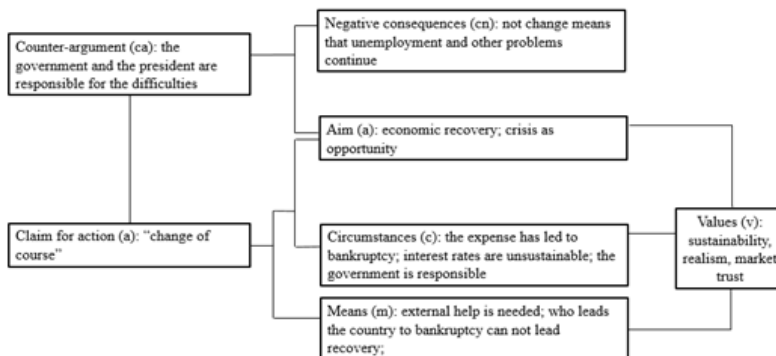 Negative consequences (cn): not change means
that unemployment and other problems
continue
Counter-argument (ca): the
government and the president are
responsible for the difficulties
Aim (a): economic recovery; crisis as
opportunity
Claim for action (a): “change of
course”
Circumstances (c): the expense has led to
bankruptcy; interest rates are unsustainable; the
government is responsible
Values (v):
sustainability,
realism, market
trust
Means (m): external help is needed; who leads
the country to bankruptcy can not lead
recovery;